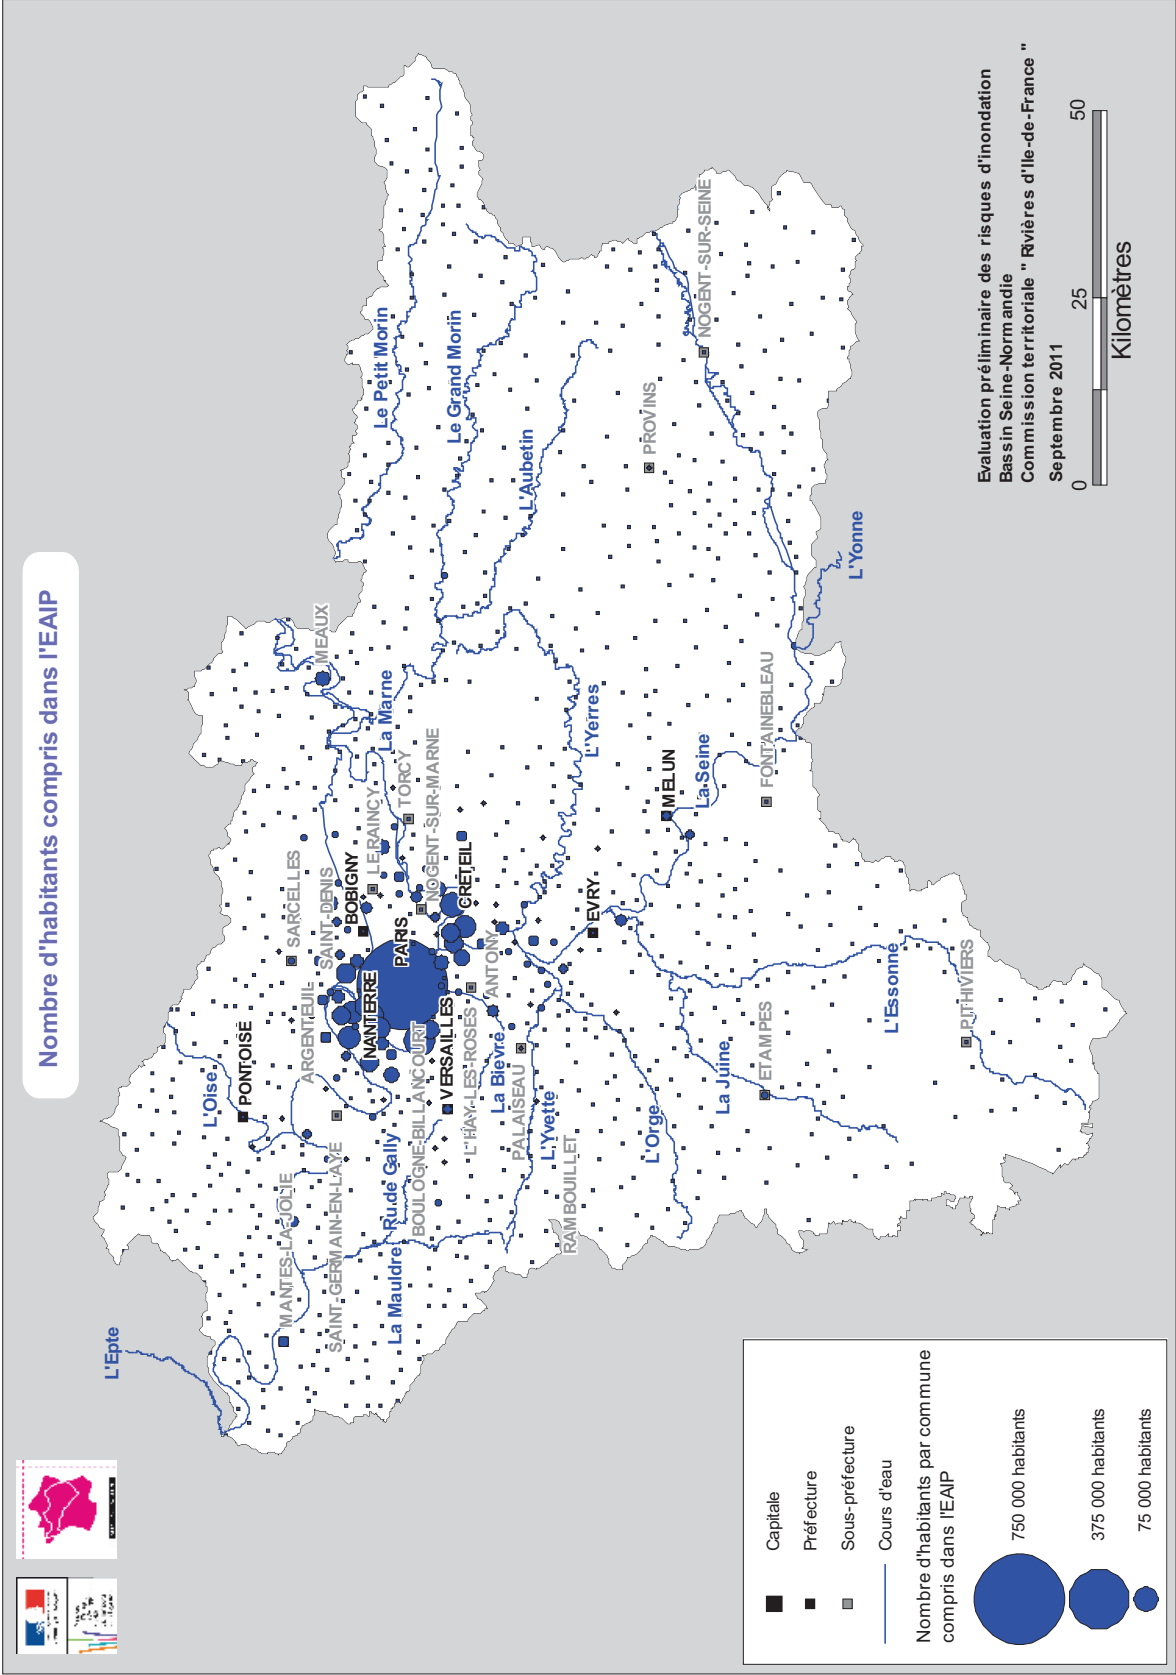 Nombre d'habitants compris dans l'EAIP
L'Epte
MANTES-LA-JOLIE
SAINT-GERMAIN-EN-LAYE
La Mauldre
Ru de Gally
BOULOGNE-BILLANCOURT
L'Oise
PONTOISE
ARGENTEUIL
SARCELLES
SAINT-DENIS
BOBIGNY
LE RAINCY
TORCY
NOGENT-SUR-MARNE
CRETEIL
PARIS
NANTERRE
VERSAILLES
L'HAY-LES-ROSES
ANTONY
La Bievre
PALAISEAU
L'Yvette
RAMBOUILLET
L'Orge
La Juine
ETAMPES
L'Essonne
PITHIVIERS
EVRY
MELUN
La Seine
FONTAINEBLEAU
L'Yerres
La Marne
MEAUX
Le Petit Morin
Le Grand Morin
L'Aubetin
PROVINS
NOGENT-SUR-SEINE
L'Yonne
Evaluation préliminaire des risques d'inondation
Bassin Seine-Normandie
Commission territoriale " Rivières d'Ile-de-France "
Septembre 2011
0 25 50
Kilomètres
Capitale
Préfecture
Sous-préfecture
Cours d'eau
Nombre d'habitants par commune
compris dans l'EAIP
750 000 habitants
375 000 habitants
75 000 habitants